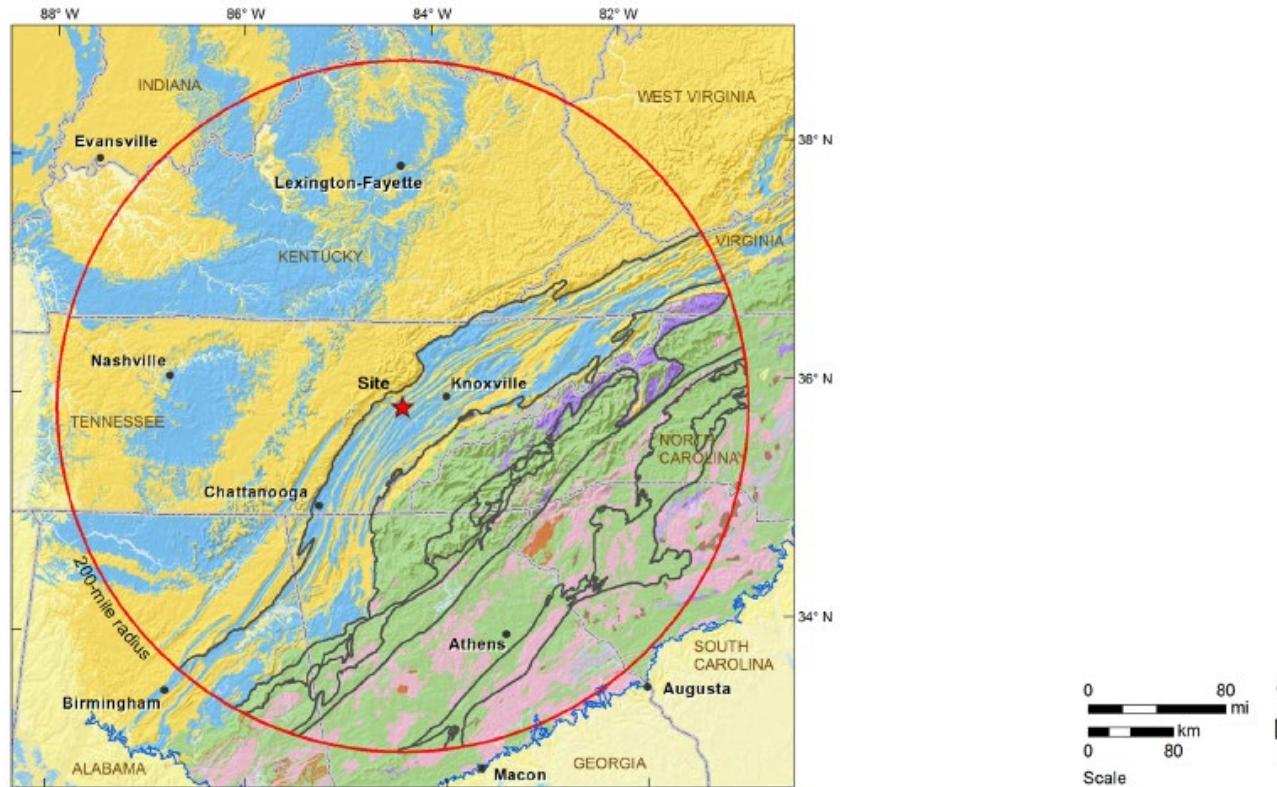 88° W
86° W
84° W
82° W
INDIANA
WEST VIRGINIA
Evansville
38° N
Lexington-Fayette
KENTUCKY
VIRGINIA
Nashville
Site
Knoxville
36° N
TENNESSEE
NORTH
CAROLINA
Chattanooga
200-mile radius
34° N
Athens
SOUTH
CAROLINA
Birmingham
Augusta
ALABAMA
Macon
GEORGIA
0 80
mi
km
0 80
Scale